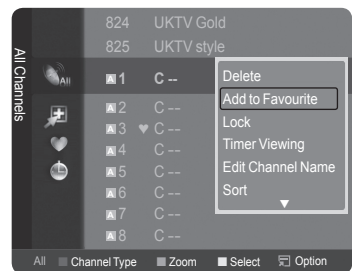 All Channels
824 UKTV Gold
825 UKTV style
All
A 1 C --
A 2 C --
A 3 ♥ C --
A 4 C --
A 5 C --
A 6 C --
A 7 C --
A 8 C --
Delete
Add to Favourite
Lock
Timer Viewing
Edit Channel Name
Sort
▼
All Channel Type Zoom Select Option